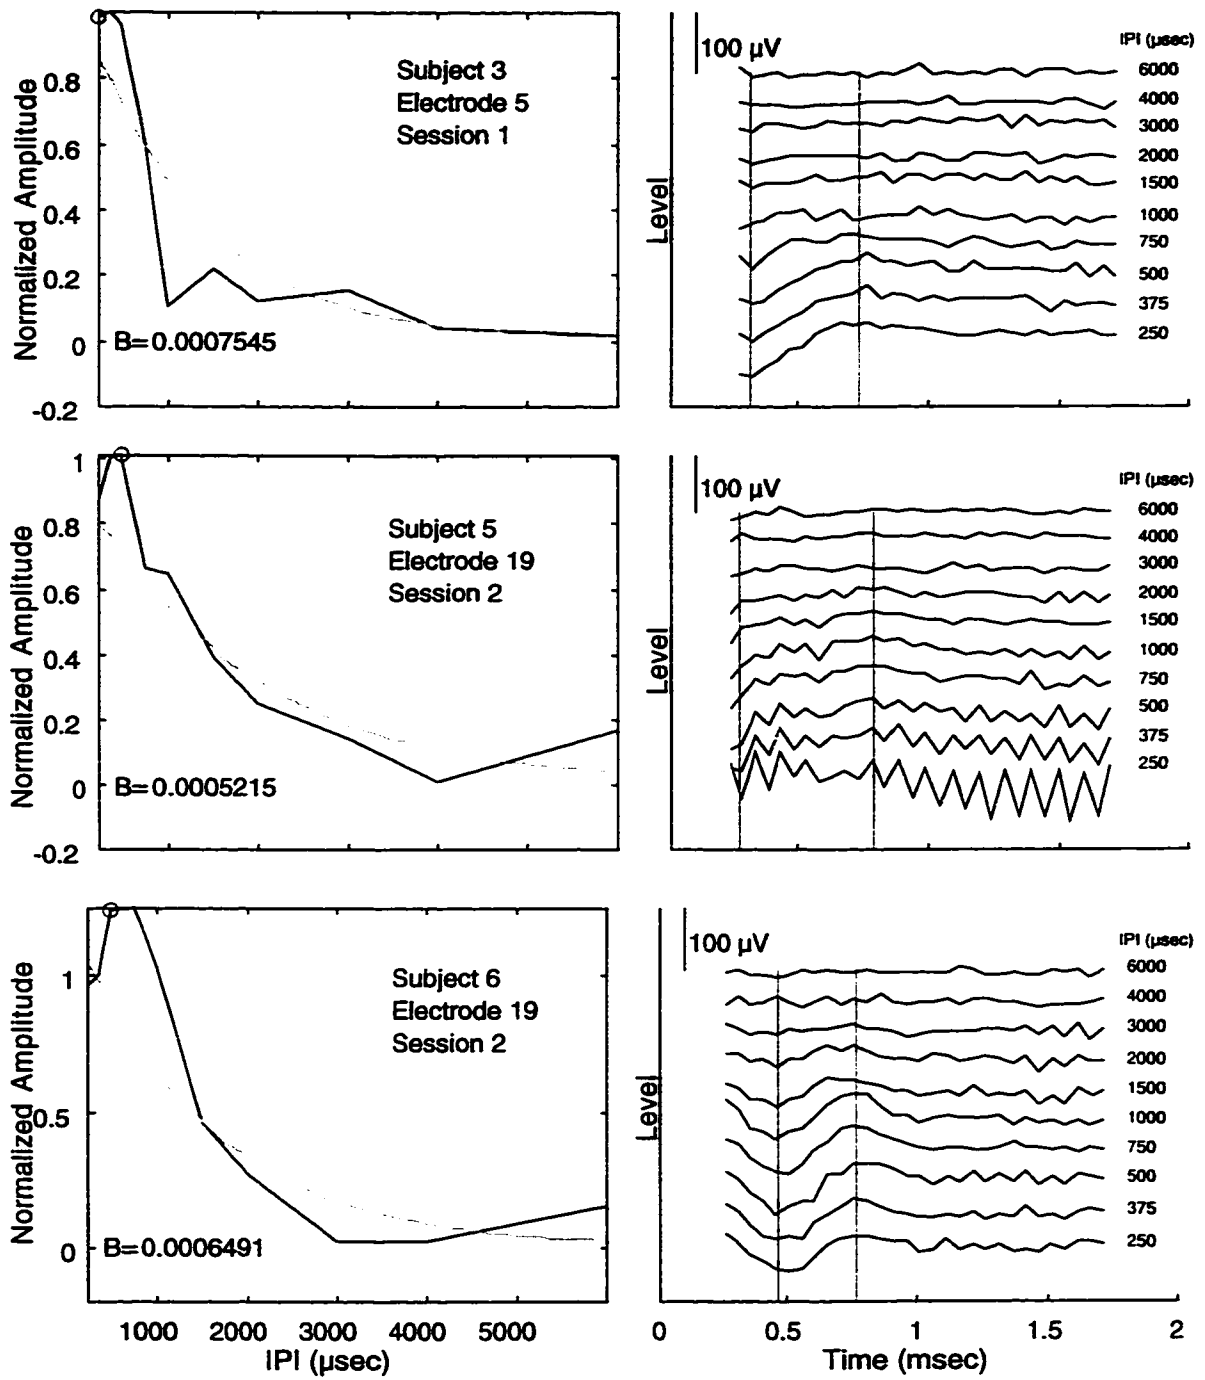 0.8
0.6
0.4
0.2
0
-0.2
Normalized Amplitude
Subject 3
Electrode 5
Session 1
B=0.0007545
100 µV
Level
IPI (µsec)
6000
4000
3000
2000
1500
1000
750
500
375
250
1
0.8
0.6
0.4
0.2
0
-0.2
Normalized Amplitude
Subject 5
Electrode 19
Session 2
B=0.0005215
100 µV
Level
IPI (µsec)
6000
4000
3000
2000
1500
1000
750
500
375
250
1
0.5
0
Normalized Amplitude
Subject 6
Electrode 19
Session 2
B=0.0006491
1000 2000 3000 4000 5000
IPI (µsec)
100 µV
Level
IPI (µsec)
6000
4000
3000
2000
1500
1000
750
500
375
250
0 0.5 1 1.5 2
Time (msec)